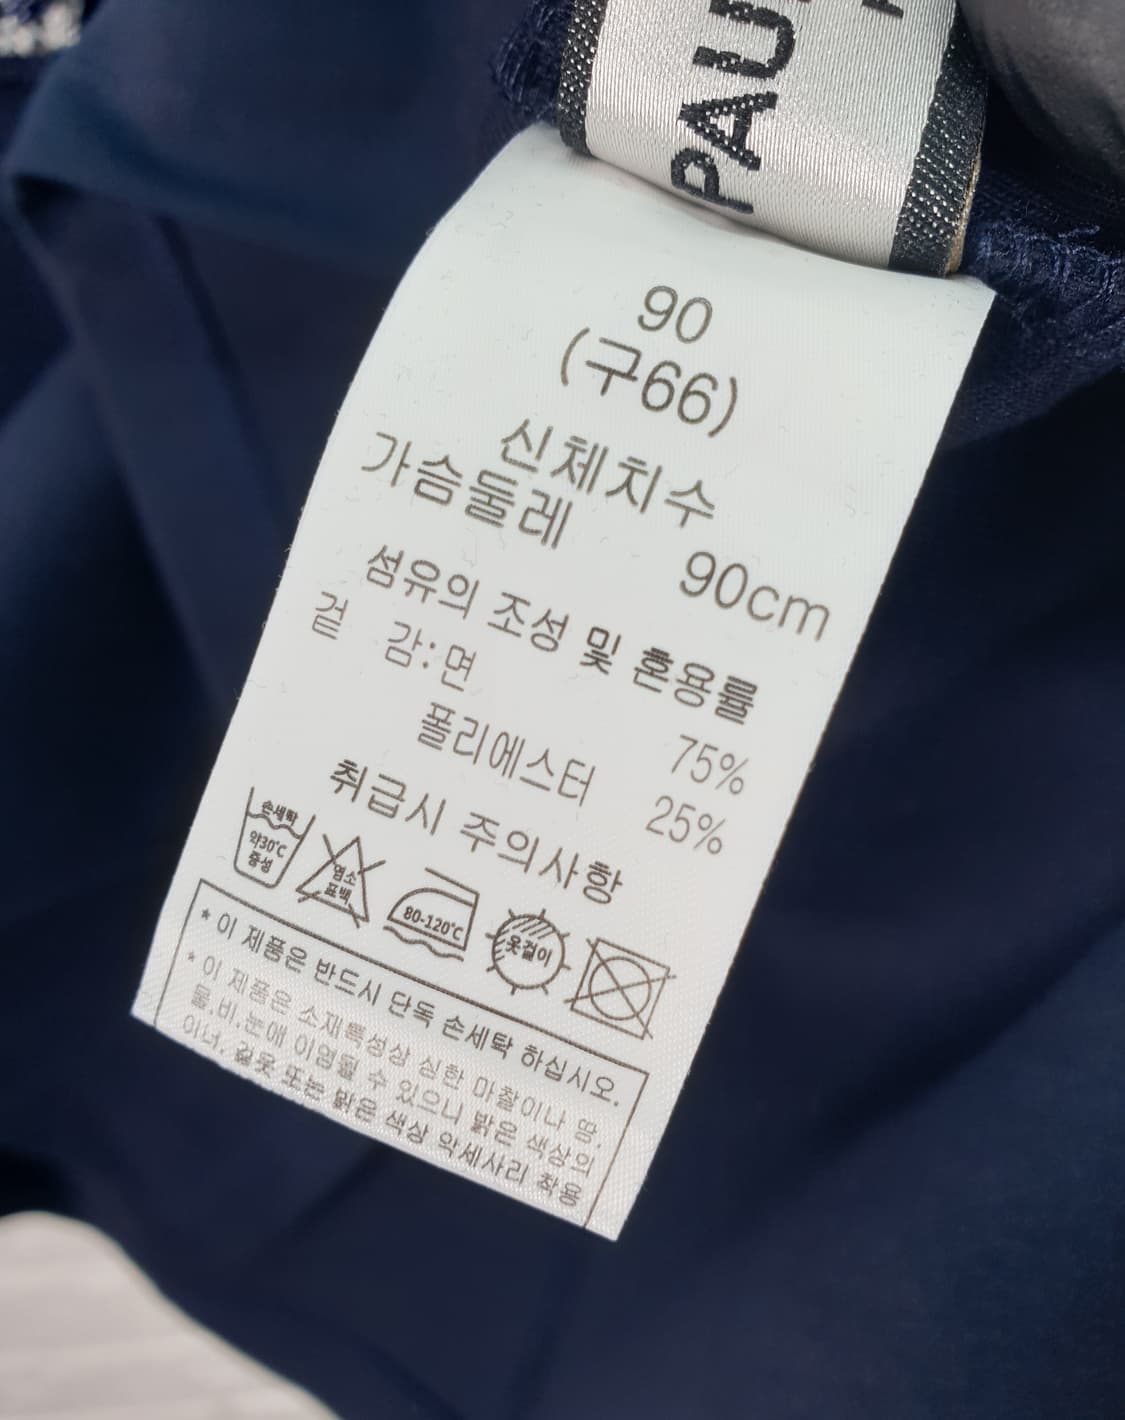 PAU
90
(구66)
신체치수
가슴둘레 90cm
섬유의 조성 및 혼용률
겉 감:면 75%
폴리에스터 25%
취급시 주의사항
손세탁
약30℃
중성
염소
표백
80-120℃
옷걸이
* 이 제품은 반드시 단독 손세탁 하십시오.
* 이 제품은 소재특성상 심한 마찰이나 땀,
물,비,눈에 이염될 수 있으니 밝은 색상의
이너, 겉옷 또는 밝은 색상 악세사리 착용